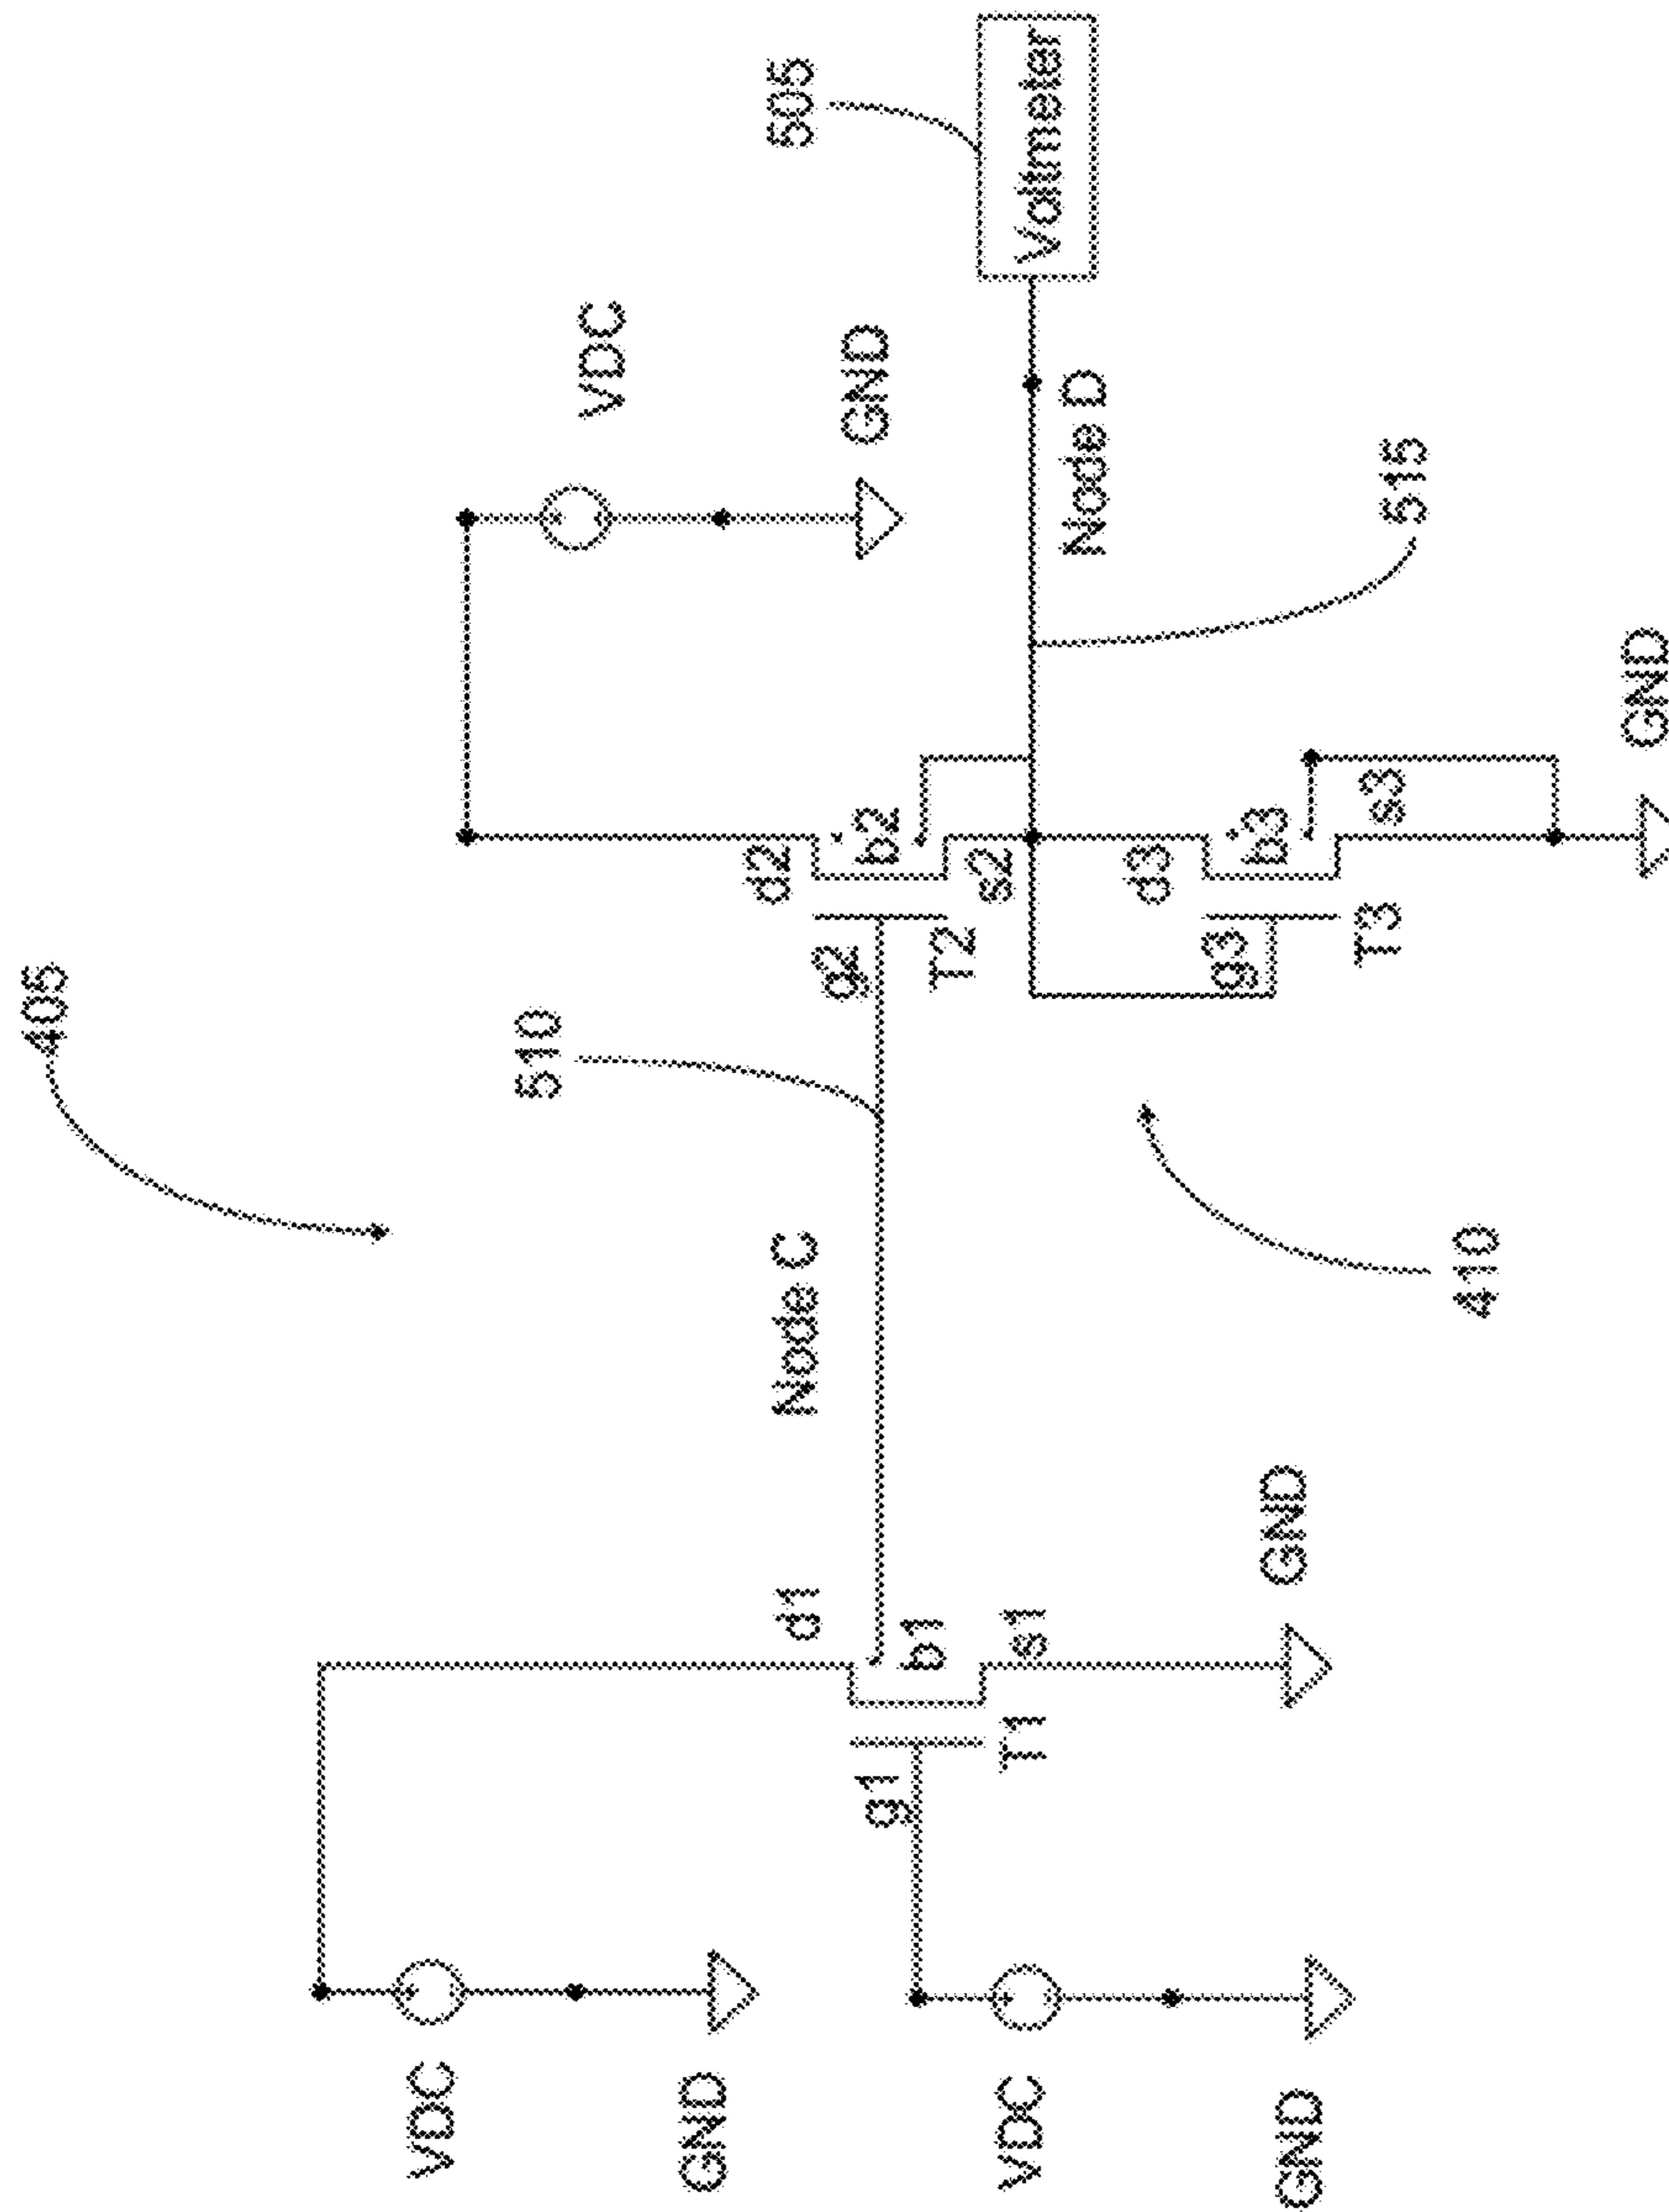 405
VDC
d1
Node C
510
g2
d2
b2
T2
s2
VDC
GND
505
Voltmeter
Node D
515
GND
g1
b1
T1
s1
GND
VDC
GND
410
g3
d3
b3
T3
s3
GND
GND